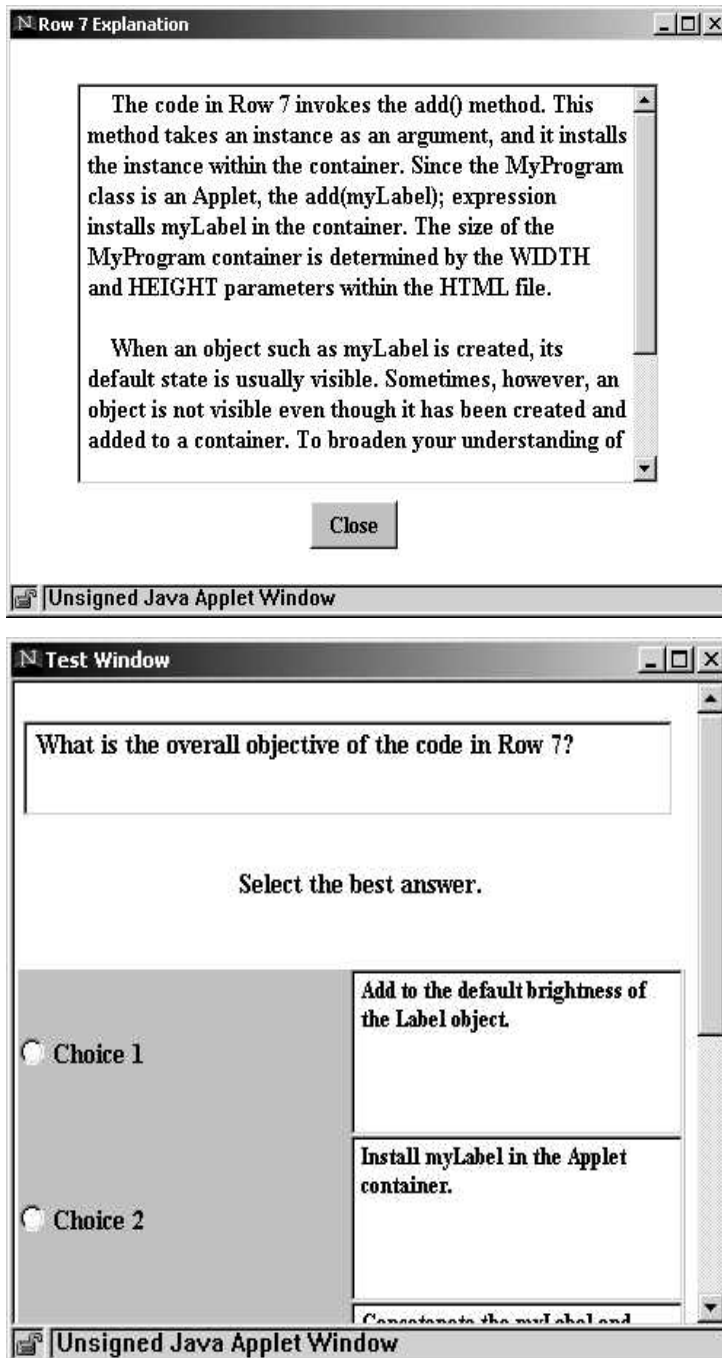 Row 7 Explanation
The code in Row 7 invokes the add() method. This
method takes an instance as an argument, and it installs
the instance within the container. Since the MyProgram
class is an Applet, the add(myLabel); expression
installs myLabel in the container. The size of the
MyProgram container is determined by the WIDTH
and HEIGHT parameters within the HTML file.
When an object such as myLabel is created, its
default state is usually visible. Sometimes, however, an
object is not visible even though it has been created and
added to a container. To broaden your understanding of
Close
Unsigned Java Applet Window
Test Window
What is the overall objective of the code in Row 7?
Select the best answer.
Choice 1
Add to the default brightness of
the Label object.
Choice 2
Install myLabel in the Applet
container.
Concatenate the myLabel and
Unsigned Java Applet Window